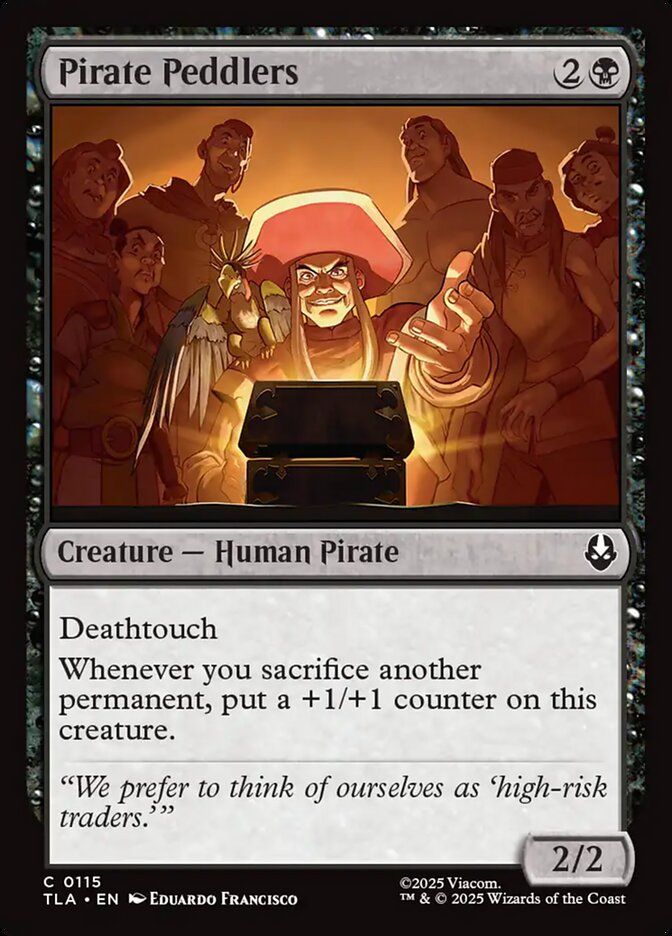 Pirate Peddlers
2
Creature — Human Pirate
Deathtouch
Whenever you sacrifice another
permanent, put a +1/+1 counter on this
creature.
“We prefer to think of ourselves as ‘high-risk
traders.’”
2/2
C 0115
TLA • EN Eduardo Francisco
©2025 Viacom.
™ & © 2025 Wizards of the Coast